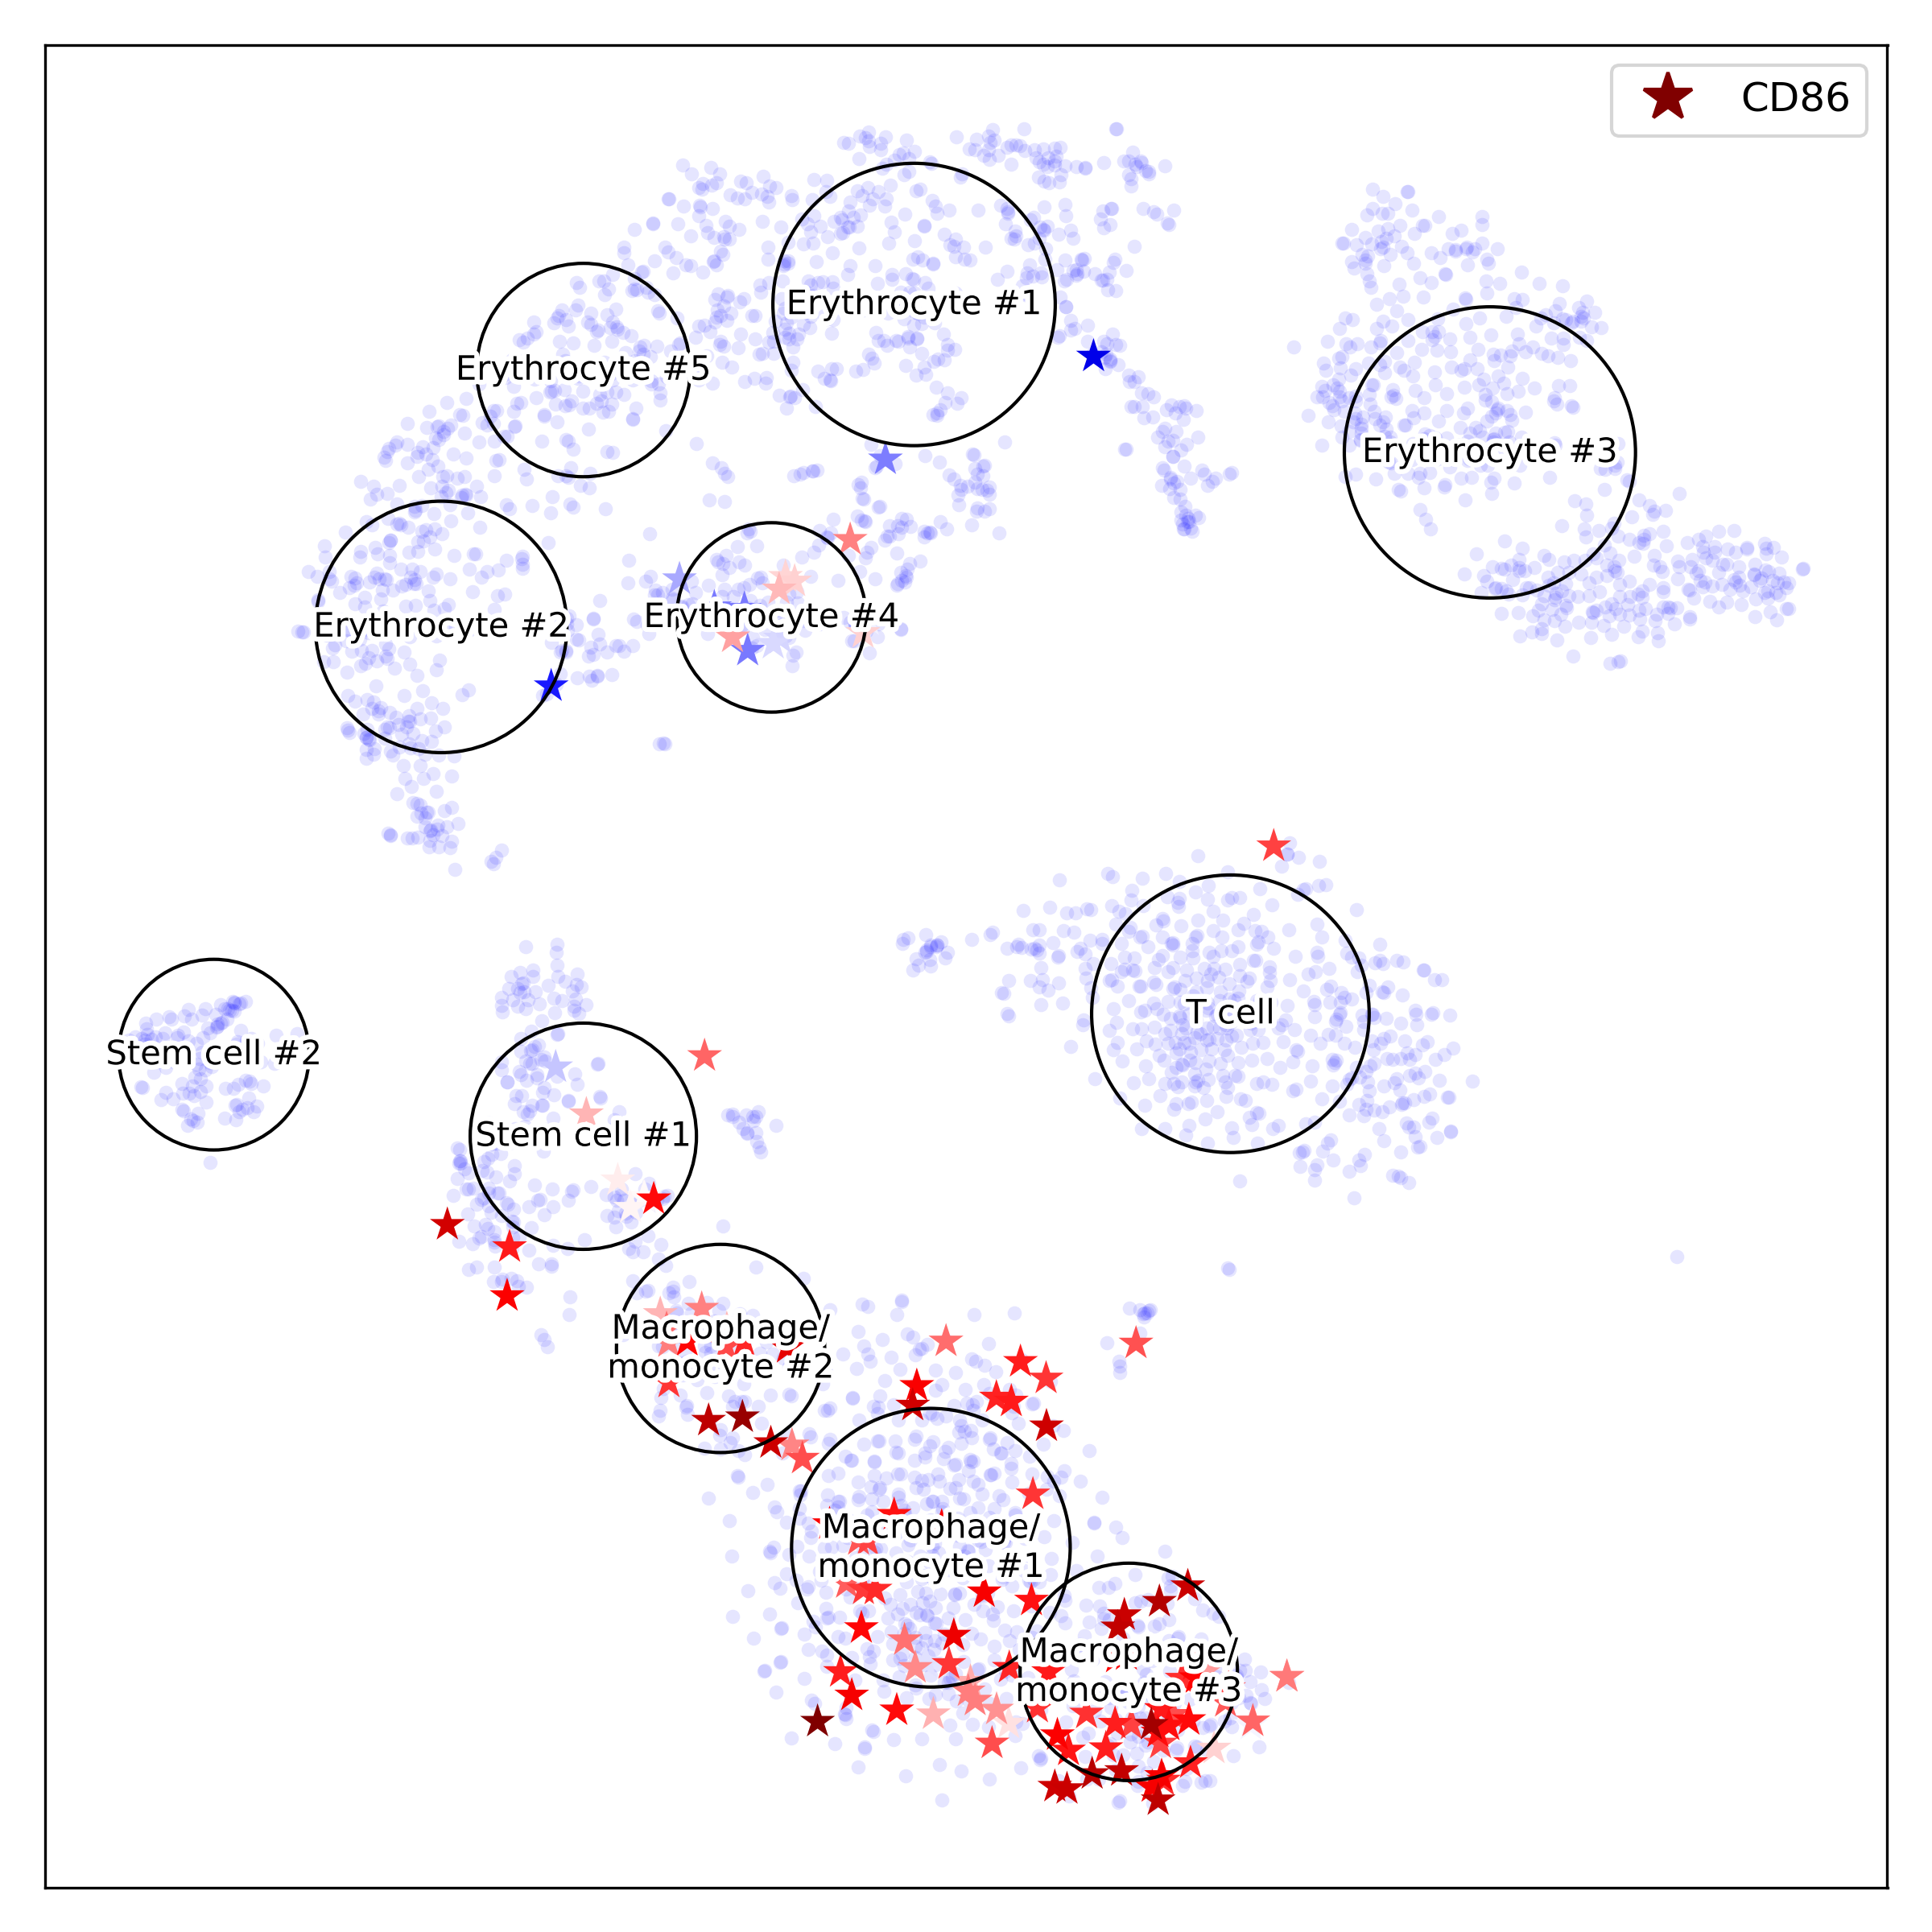 CD86
Erythrocyte #1
Erythrocyte #5
Erythrocyte #3
Erythrocyte #4
Erythrocyte #2
T cell
Stem cell #2
Stem cell #1
Macrophage/
monocyte #2
Macrophage/
monocyte #1
Macrophage/
monocyte #3